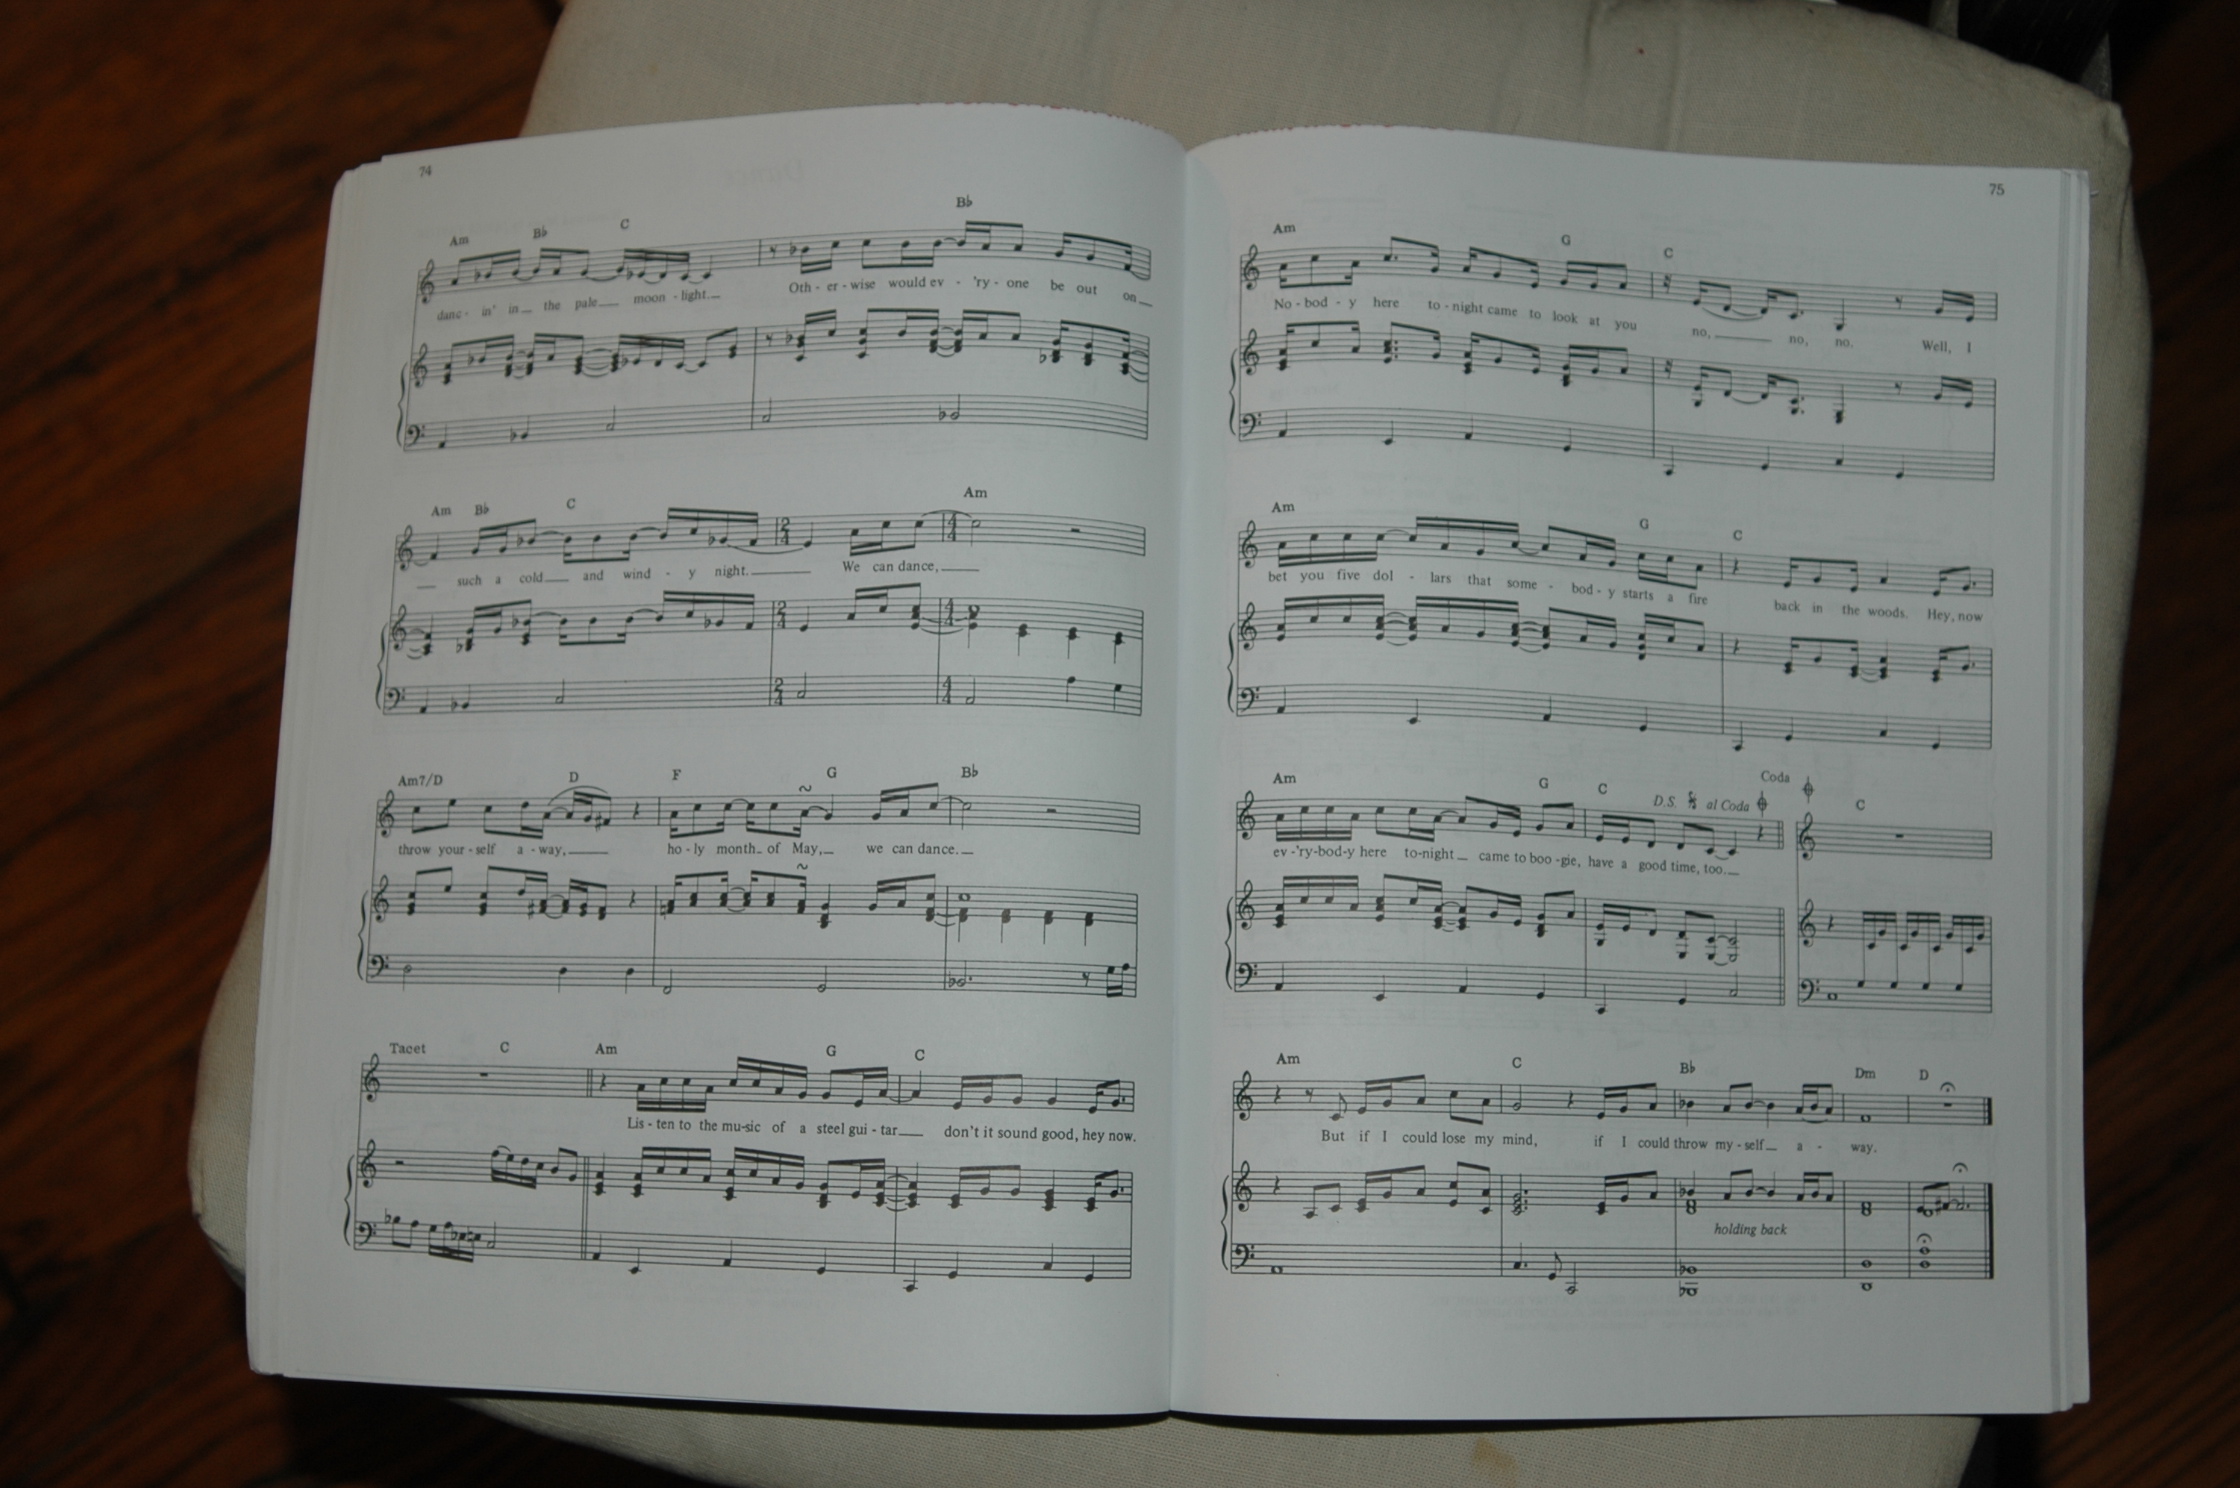 74
Am B♭ C B♭
danc - in' in the pale moon - light. Oth - er - wise would ev - 'ry - one be out on
Am B♭ C Am
such a cold and wind - y night. We can dance,
Am7/D D F G B♭
throw your - self a - way, ho - ly month of May, we can dance.
Tacet C Am G C
Lis - ten to the mu-sic of a steel gui - tar don't it sound good, hey now.
75
Am G C
No - bod - y here to - night came to look at you no, no, no. Well, I
Am G C
bet you five dol - lars that some - bod - y starts a fire back in the woods. Hey, now
Am G C D.S. al Coda Coda C
ev -'ry-bod-y here to-night came to boo -gie, have a good time, too.
Am C B♭ Dm D
But if I could lose my mind, if I could throw my - self a - way.
holding back